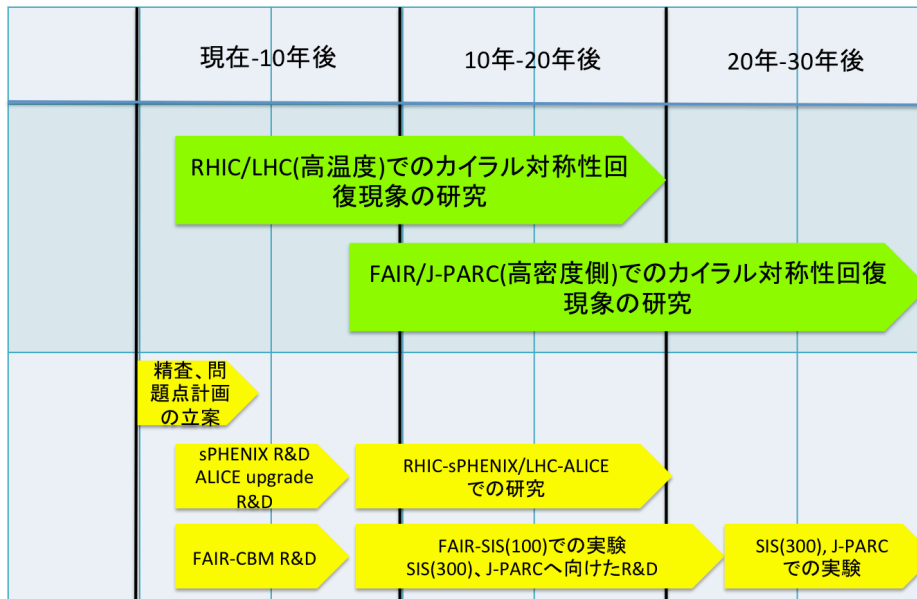 現在-10年後
10年-20年後
20年-30年後
RHIC/LHC(高温度)でのカイラル対称性回
復現象の研究
FAIR/J-PARC(高密度側)でのカイラル対称性回復
現象の研究
精査、問
題点計画
の立案
sPHENIX R&D
ALICE upgrade
R&D
RHIC-sPHENIX/LHC-ALICE
での研究
FAIR-CBM R&D
FAIR-SIS(100)での実験
SIS(300)、J-PARCへ向けたR&D
SIS(300), J-PARC
での実験